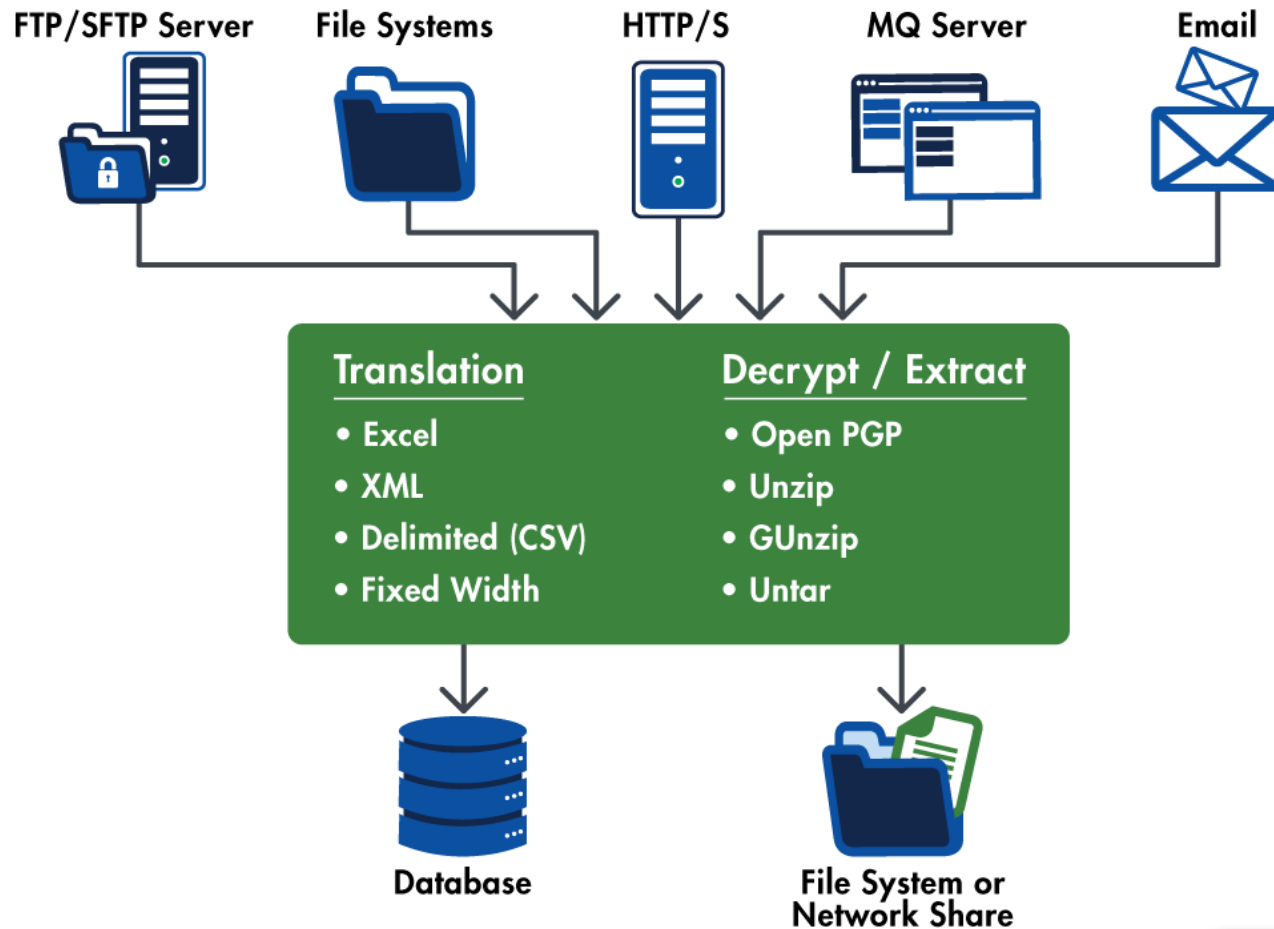 FTP/SFTP Server
File Systems
HTTP/S
MQ Server
Email
Translation
• Excel
• XML
• Delimited (CSV)
• Fixed Width
Decrypt / Extract
• Open PGP
• Unzip
• GUnzip
• Untar
Database
File System or
Network Share